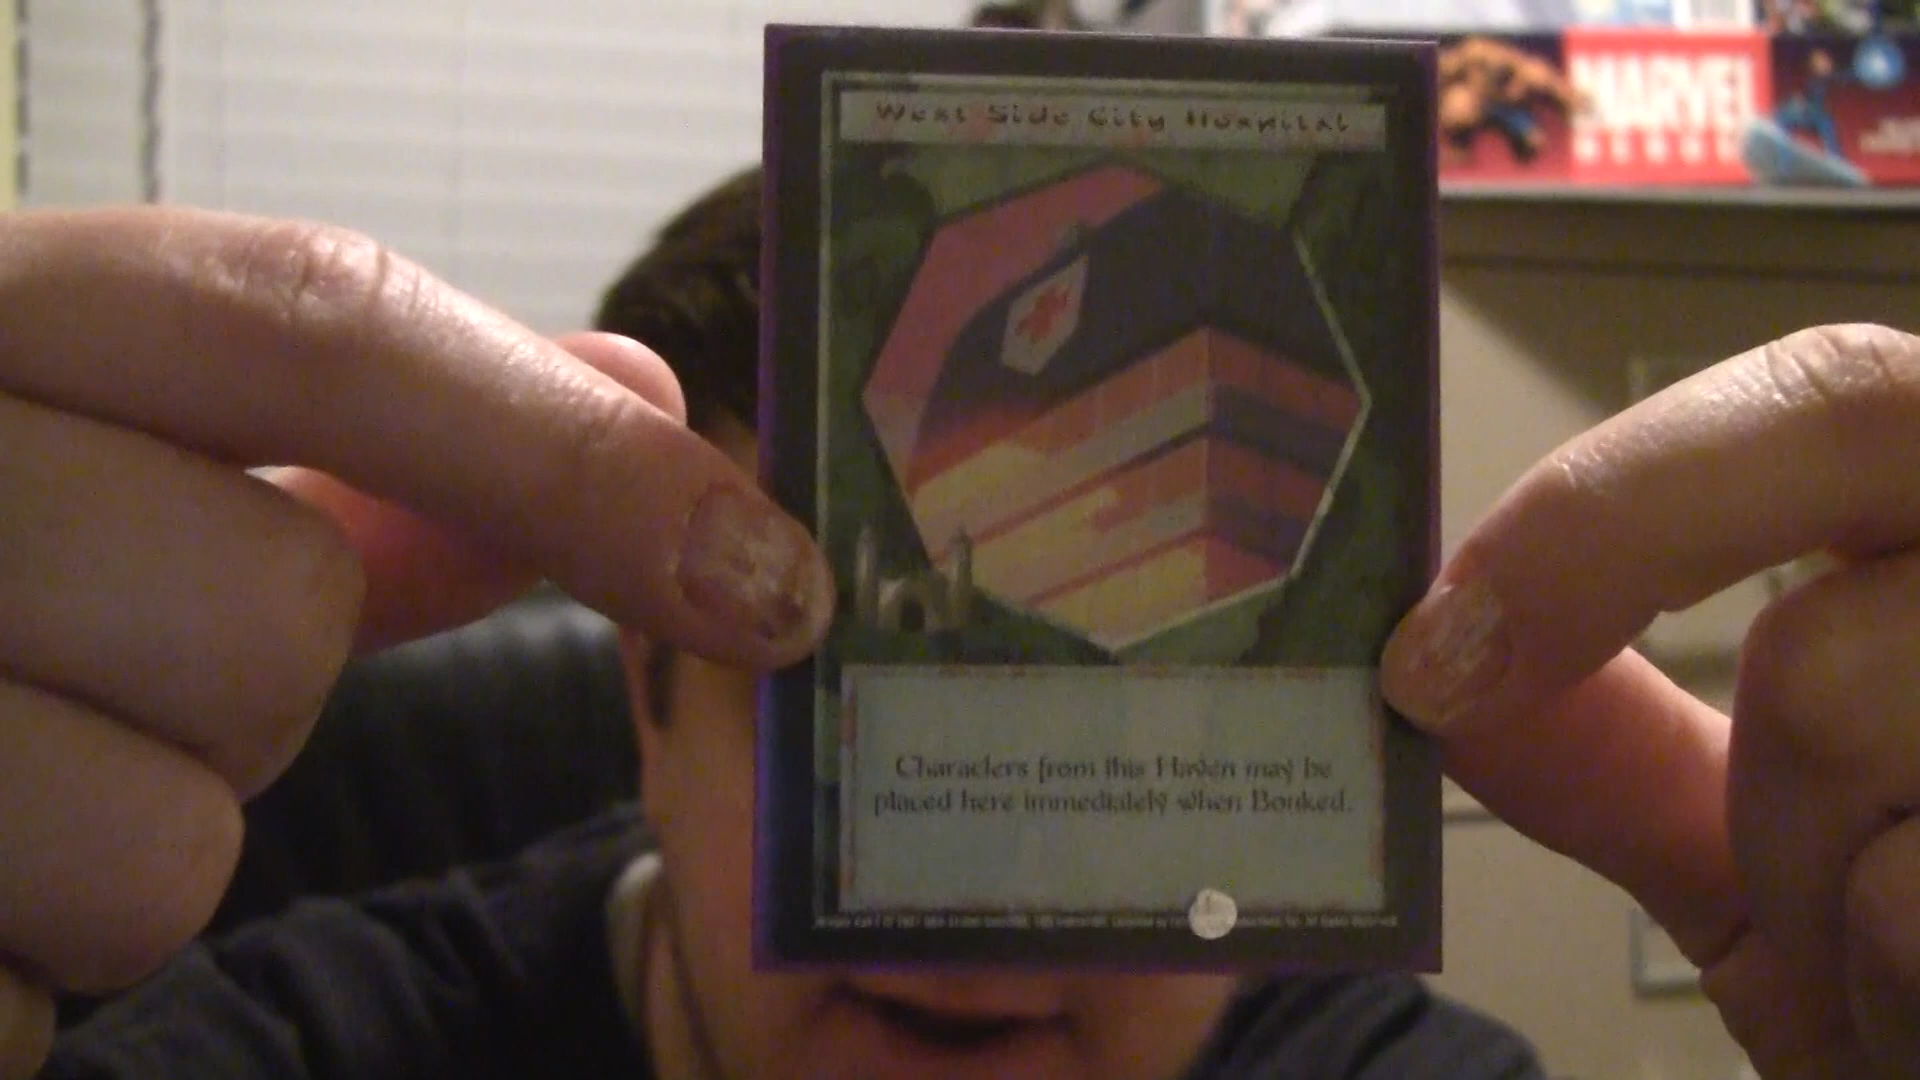 West Side City Hospital
MARVEL
Characters from this Haven may be
placed here immediately when Bonked.